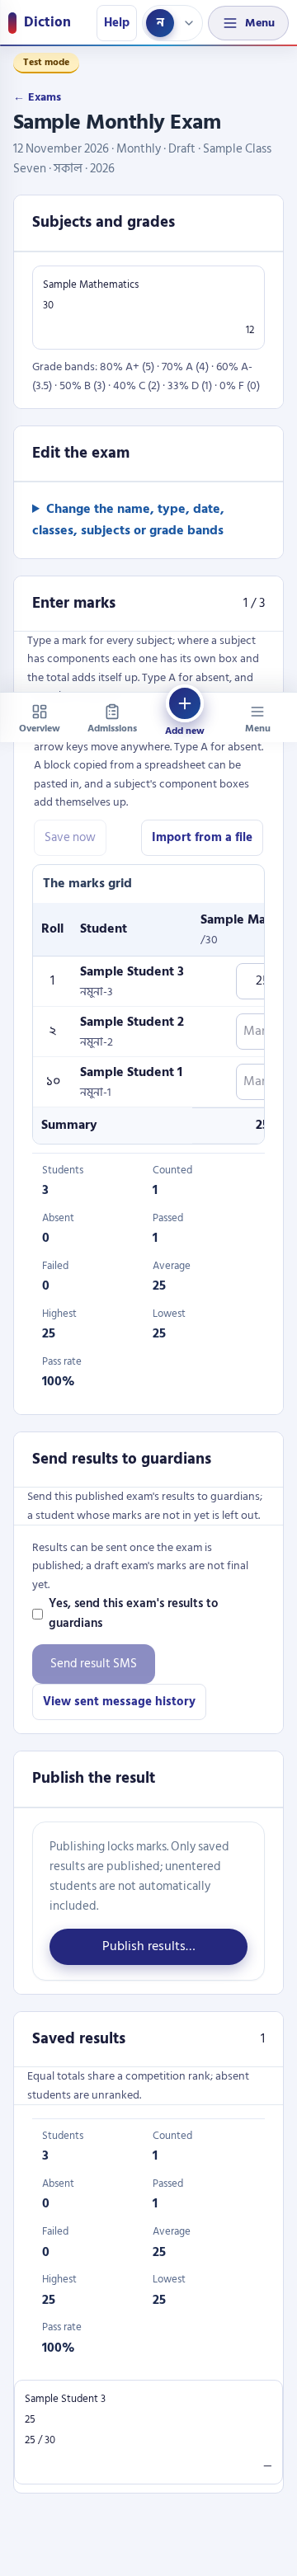 Diction
Help
ন
Menu
Test mode
← Exams
Sample Monthly Exam
12 November 2026 · Monthly · Draft · Sample Class
Seven · সকাল · 2026
Subjects and grades
Sample Mathematics
30
12
Grade bands: 80% A+ (5) · 70% A (4) · 60% A-
(3.5) · 50% B (3) · 40% C (2) · 33% D (1) · 0% F (0)
Edit the exam
Change the name, type, date,
classes, subjects or grade bands
Enter marks
1 / 3
Type a mark for every subject; where a subject
has components each one has its own box and
the total adds itself up. Type A for absent, and
Overview
Admissions
Add new
Menu
arrow keys move anywhere. Type A for absent.
A block copied from a spreadsheet can be
pasted in, and a subject's component boxes
add themselves up.
Save now
Import from a file
The marks grid
Roll
Student
Sample Ma
/30
১
Sample Student 3
নমুনা-3
25
২
Sample Student 2
নমুনা-2
Mar
১০
Sample Student 1
নমুনা-1
Mar
Summary
25
Students
Counted
3
1
Absent
Passed
0
1
Failed
Average
0
25
Highest
Lowest
25
25
Pass rate
100%
Send results to guardians
Send this published exam's results to guardians;
a student whose marks are not in yet is left out.
Results can be sent once the exam is
published; a draft exam's marks are not final
yet.
Yes, send this exam's results to
guardians
Send result SMS
View sent message history
Publish the result
Publishing locks marks. Only saved
results are published; unentered
students are not automatically
included.
Publish results...
Saved results
1
Equal totals share a competition rank; absent
students are unranked.
Students
Counted
3
1
Absent
Passed
0
1
Failed
Average
0
25
Highest
Lowest
25
25
Pass rate
100%
Sample Student 3
25
25 / 30
—